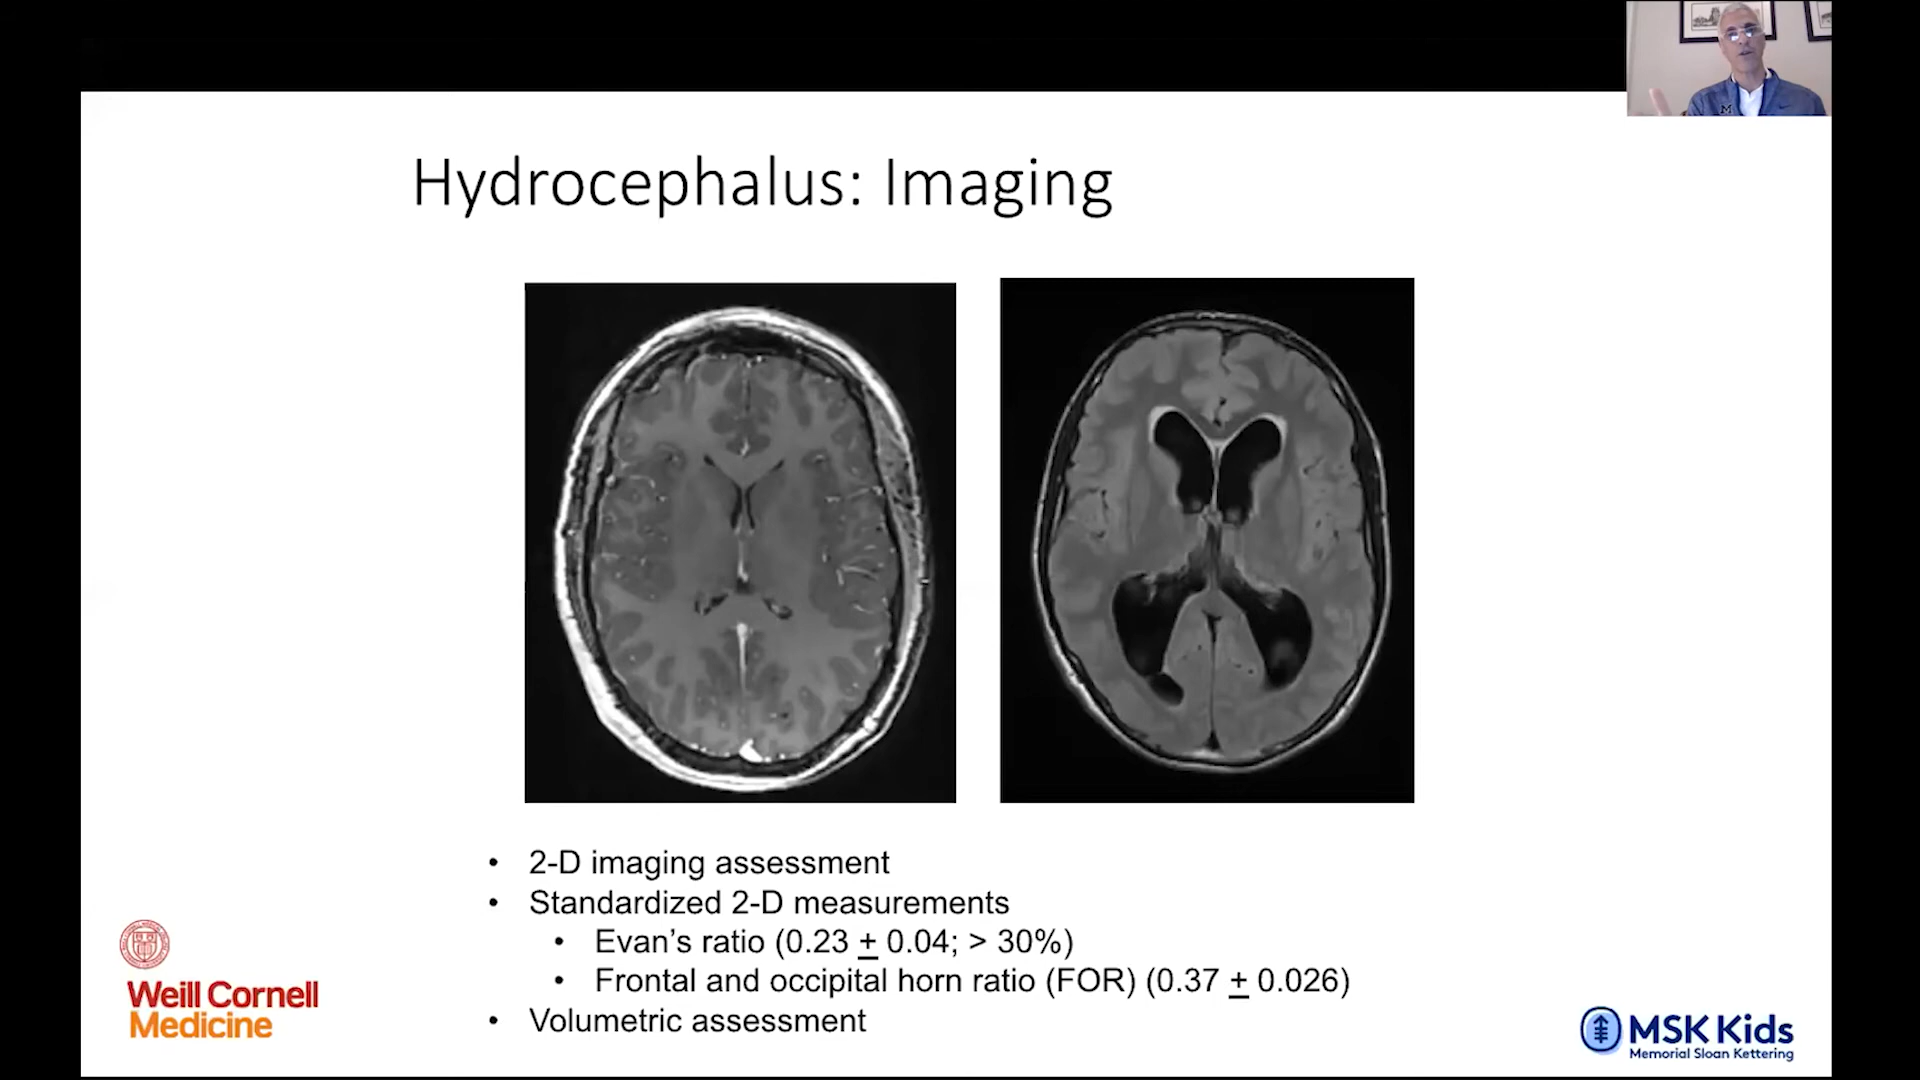 M
Hydrocephalus: Imaging
• 2-D imaging assessment
• Standardized 2-D measurements
• Evan’s ratio (0.23 ± 0.04; > 30%)
• Frontal and occipital horn ratio (FOR) (0.37 ± 0.026)
• Volumetric assessment
Weill Cornell
Medicine
MSK Kids
Memorial Sloan Kettering